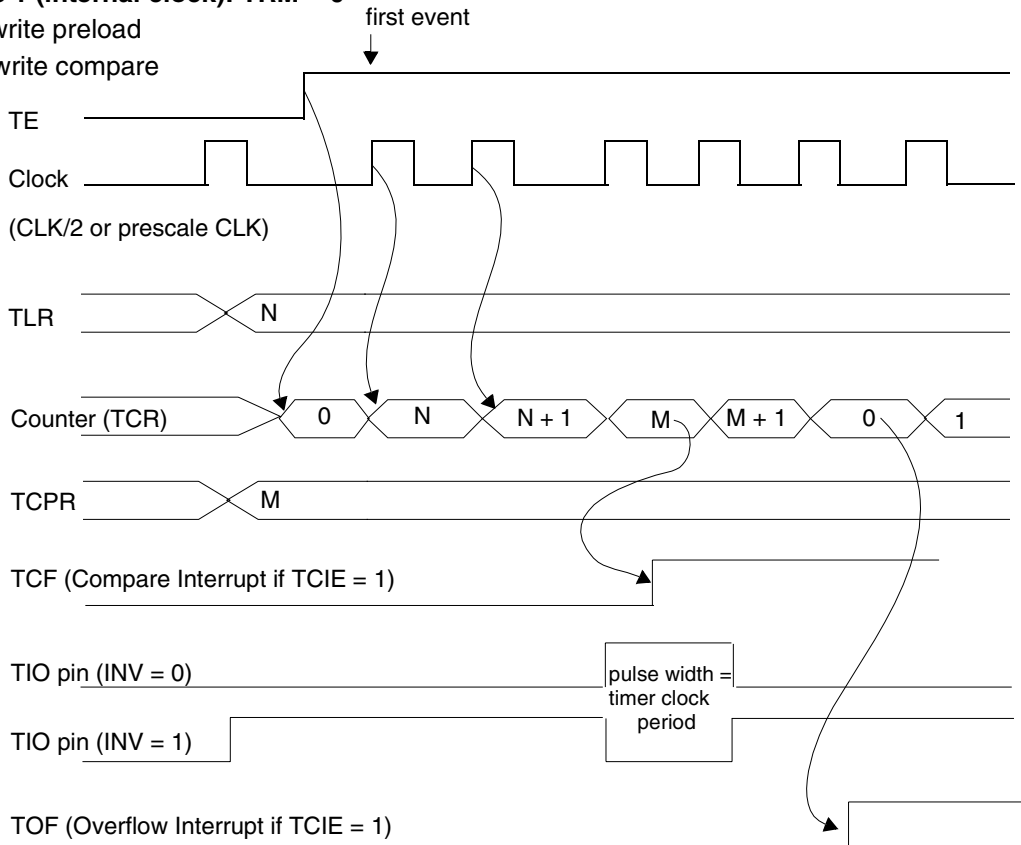 (internal clock):
write preload
first event
write compare
TE
Clock
(CLK/2 or prescale CLK)
TLR
N
Counter (TCR)
0
N
N + 1
M
M + 1
0
1
TCPR
M
TCF (Compare Interrupt if TCIE = 1)
TIO pin (INV = 0)
pulse width =
timer clock
period
TIO pin (INV = 1)
TOF (Overflow Interrupt if TCIE = 1)